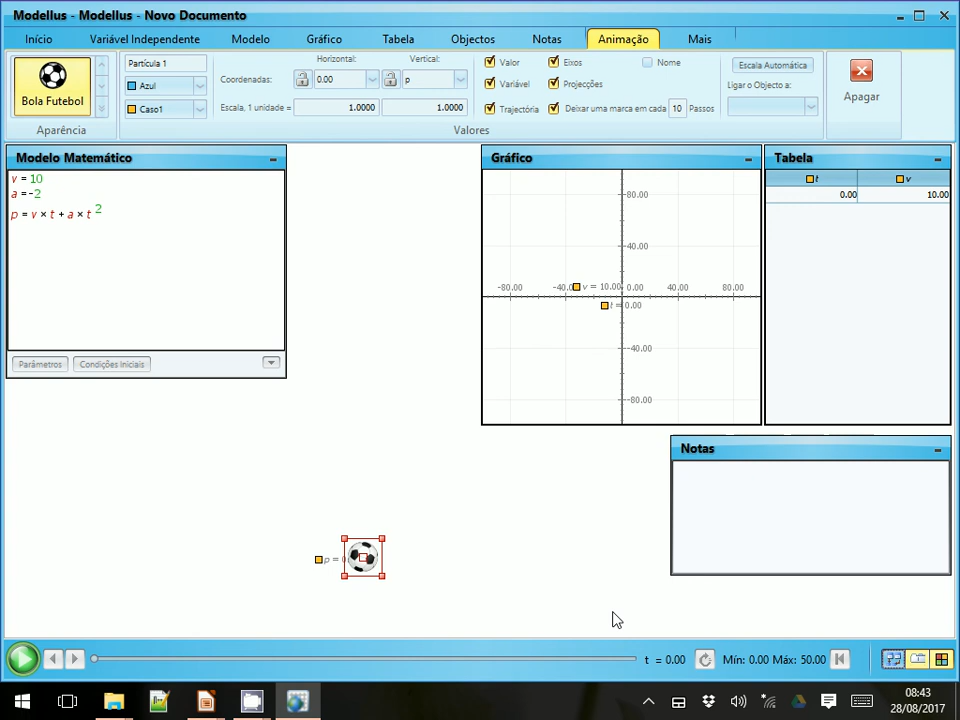 Modellus - Modellus - Novo Documento
Início Variável Independente Modelo Gráfico Tabela Objectos Notas Animação Mais
Bola Futebol
Aparência
Partícula 1
Azul
Caso1
Horizontal: Vertical:
Coordenadas: 0.00 p
Escala, 1 unidade = 1.0000 1.0000
Valor Eixos Nome
Variável Projecções
Trajetória Deixar uma marca em cada 10 Passos
Valores
Escala Automática
Ligar o Objecto a:
Apagar
Modelo Matemático
v = 10
a = -2
p = v × t + a × t 2
Parâmetros Condições Iniciais
Gráfico
80.00
40.00
-80.00 -40.0 v = 10.00 0.00 40.00 80.00
t = 0.00
-40.00
-80.00
Tabela
t v
0.00 10.00
Notas
p = 0
t = 0.00 Mín: 0.00 Máx: 50.00
08:43
28/08/2017